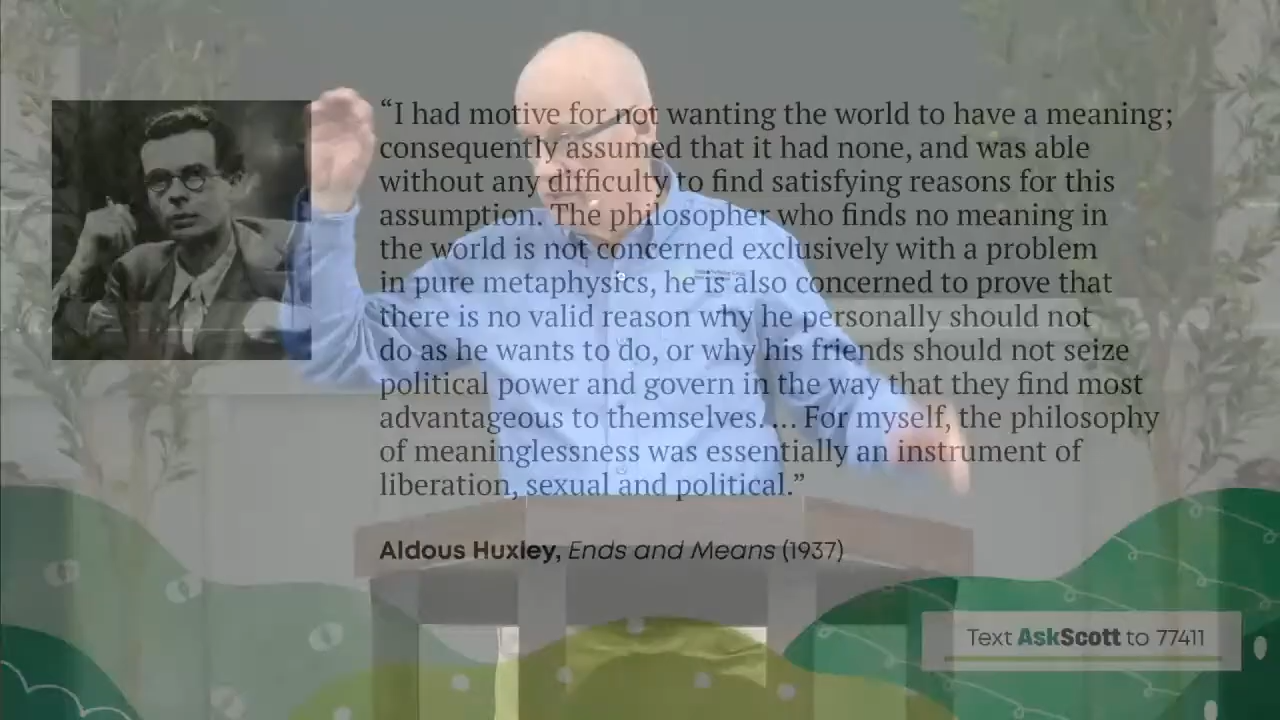 “I had motive for not wanting the world to have a meaning;
consequently assumed that it had none, and was able
without any difficulty to find satisfying reasons for this
assumption. The philosopher who finds no meaning in
the world is not concerned exclusively with a problem
in pure metaphysics, he is also concerned to prove that
there is no valid reason why he personally should not
do as he wants to do, or why his friends should not seize
political power and govern in the way that they find most
advantageous to themselves. … For myself, the philosophy
of meaninglessness was essentially an instrument of
liberation, sexual and political.”
Aldous Huxley, Ends and Means (1937)
Text AskScott to 77411